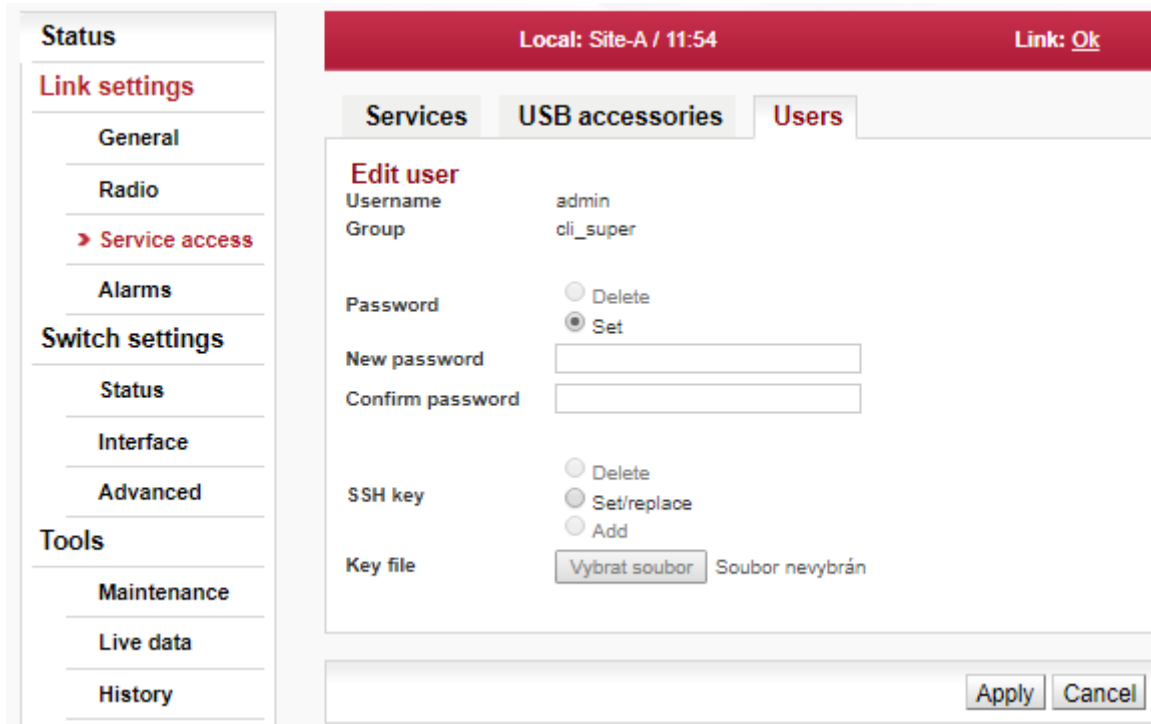 Status
Link settings
General
Radio
Service access
Alarms
Switch settings
Status
Interface
Advanced
Tools
Maintenance
Live data
History
Local: Site-A / 11:54 Link: Ok
Services USB accessories Users
Edit user
Username admin
Group cli_super
Password
Delete
Set
New password
Confirm password
SSH key
Delete
Set/replace
Add
Key file Vybrat soubor Soubor nevybrán
Apply Cancel